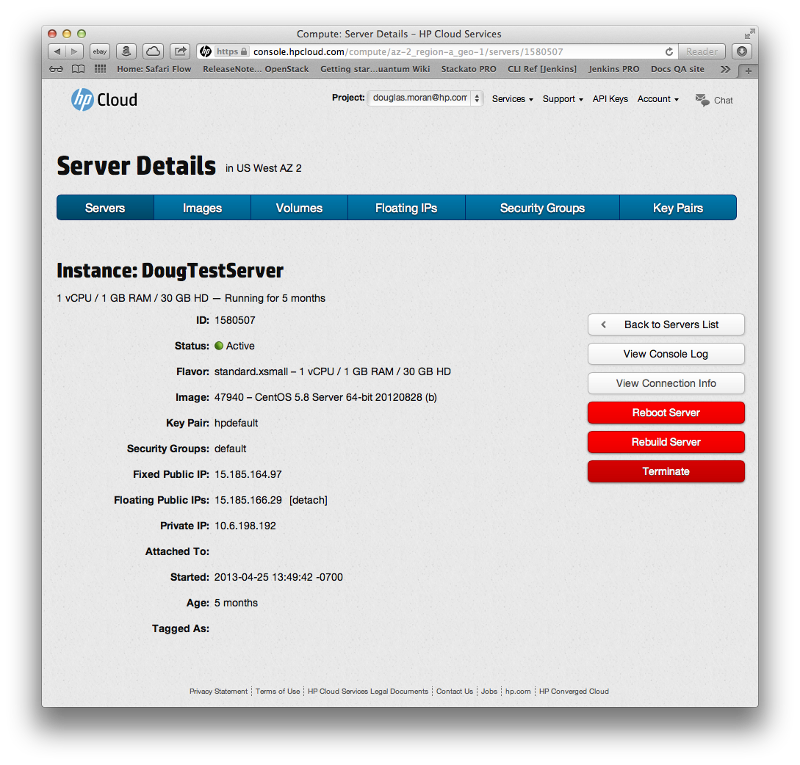 Compute: Server Details – HP Cloud Services
ebay https console.hpcloud.com/compute/az-2_region-a_geo-1/servers/1580507 Reader
Home: Safari Flow ReleaseNote... OpenStack Getting star...uantum Wiki Stackato PRO CLI Ref [Jenkins] Jenkins PRO Docs QA site
hp Cloud Project: douglas.moran@hp.com Services Support API Keys Account Chat
Server Details in US West AZ 2
Servers Images Volumes Floating IPs Security Groups Key Pairs
Instance: DougTestServer
1 vCPU / 1 GB RAM / 30 GB HD — Running for 5 months
ID: 1580507
Status: Active
Flavor: standard.xsmall – 1 vCPU / 1 GB RAM / 30 GB HD
Image: 47940 – CentOS 5.8 Server 64-bit 20120828 (b)
Key Pair: hpdefault
Security Groups: default
Fixed Public IP: 15.185.164.97
Floating Public IPs: 15.185.166.29 [detach]
Private IP: 10.6.198.192
Attached To:
Started: 2013-04-25 13:49:42 -0700
Age: 5 months
Tagged As:
Back to Servers List
View Console Log
View Connection Info
Reboot Server
Rebuild Server
Terminate
Privacy Statement Terms of Use HP Cloud Services Legal Documents Contact Us Jobs hp.com HP Converged Cloud